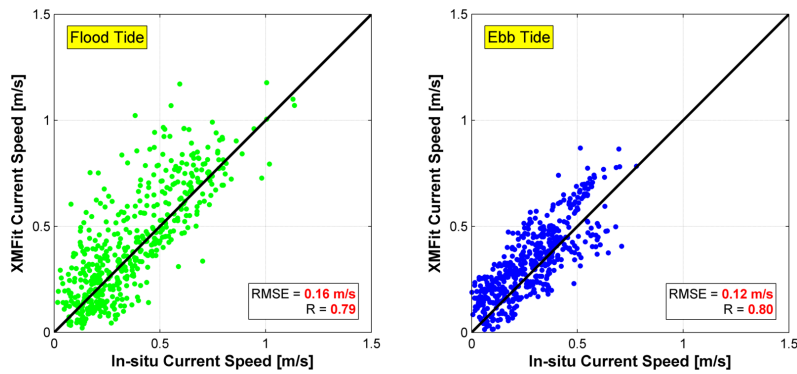 Flood Tide
XMFit Current Speed [m/s]
1.5
1
0.5
0
0.5
1
1.5
In-situ Current Speed [m/s]
RMSE = 0.16 m/s
R = 0.79
Ebb Tide
XMFit Current Speed [m/s]
1.5
1
0.5
0
0
0.5
1
1.5
In-situ Current Speed [m/s]
RMSE = 0.12 m/s
R = 0.80